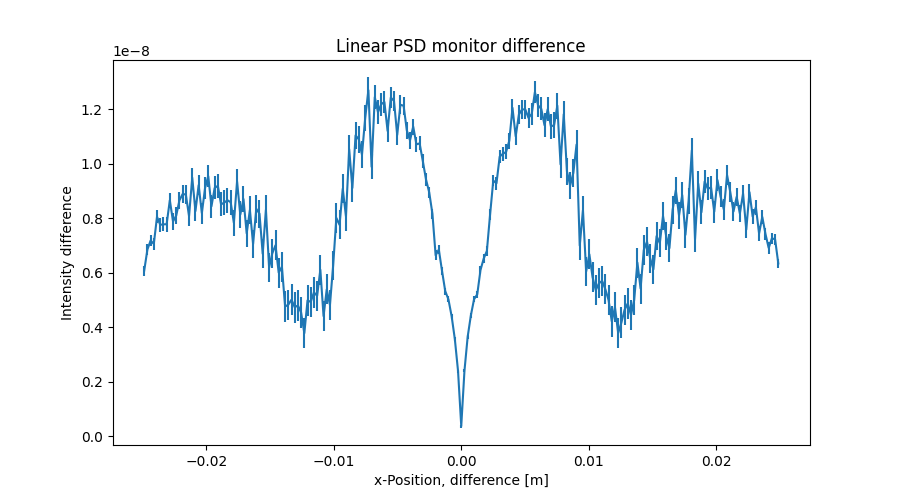 Linear PSD monitor difference
1e−8
1.2
1.0
0.8
0.6
0.4
0.2
0.0
Intensity difference
−0.02 −0.01 0.00 0.01 0.02
x-Position, difference [m]